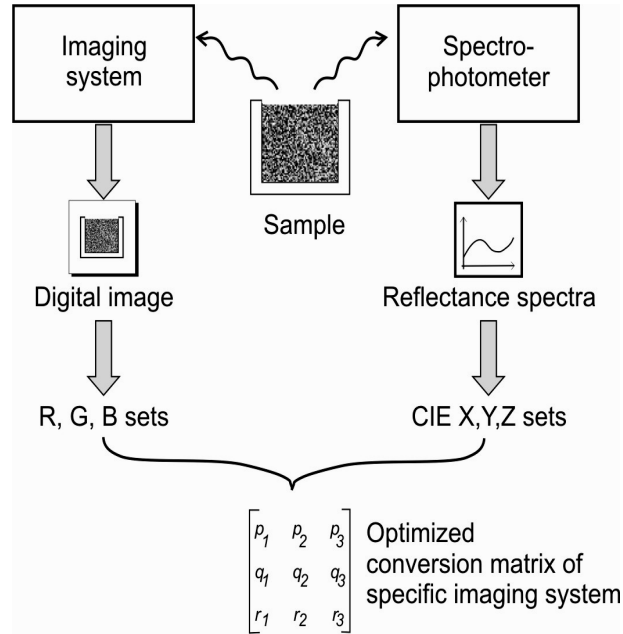 Imaging
system
Spectro-
photometer
Sample
Digital image
Reflectance spectra
R, G, B sets
CIE X,Y,Z sets
p1 p2 p3
q1 q2 q3
r1 r2 r3
Optimized
conversion matrix of
specific imaging system